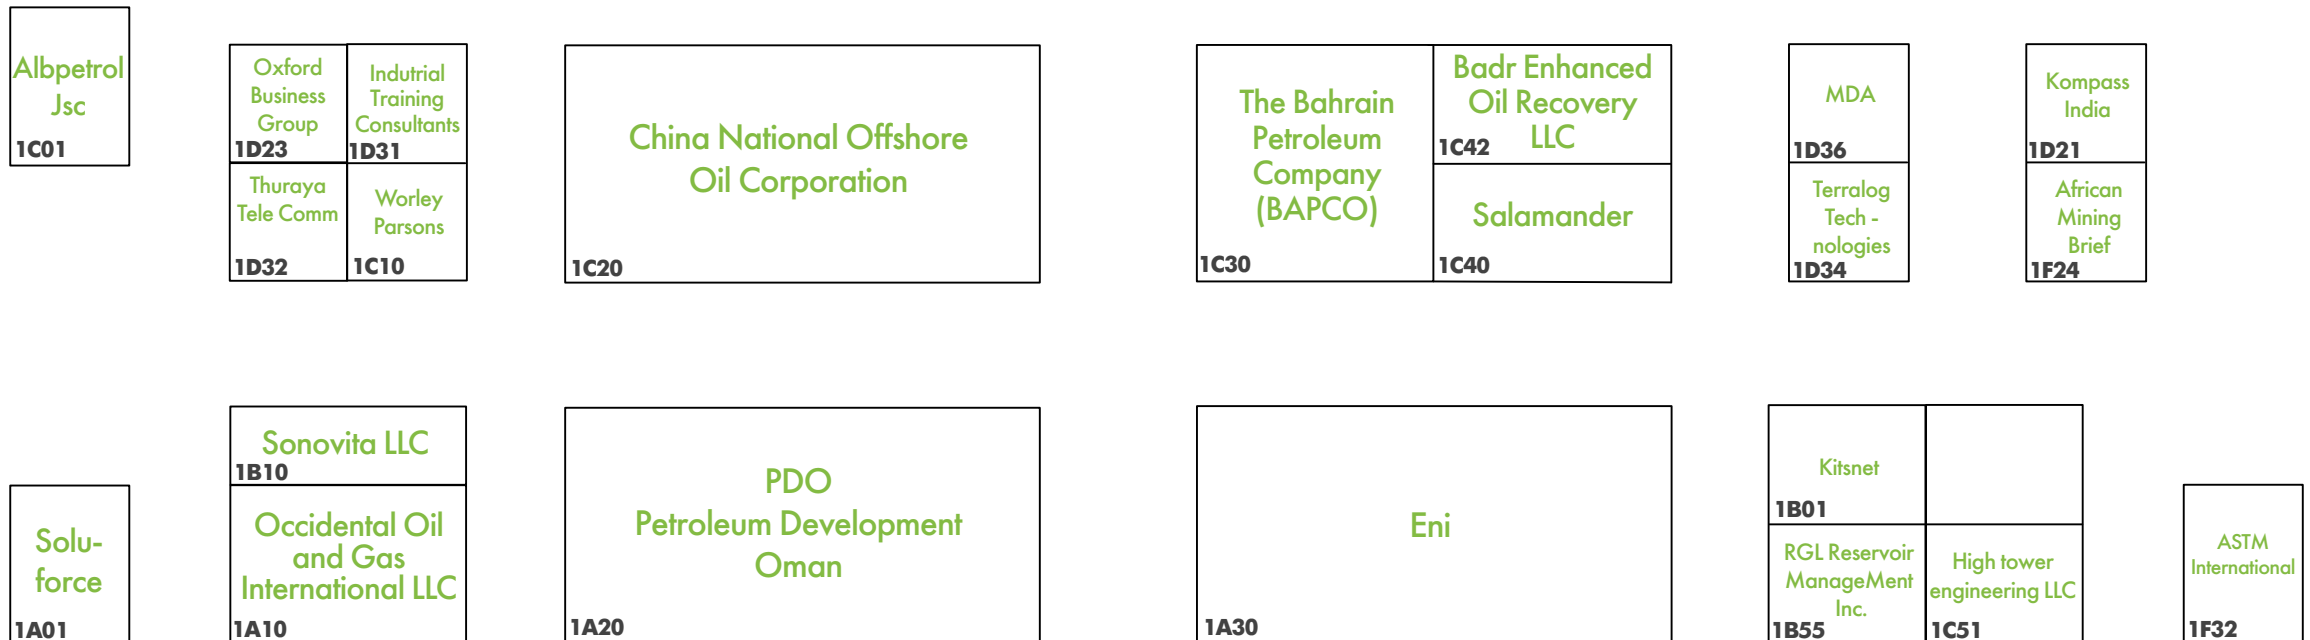 Albpetrol
Jsc
1C01
Oxford
Business
Group
1D23
Indutrial
Training
Consultants
1D31
Thuraya
Tele Comm
1D32
Worley
Parsons
1C10
China National Offshore
Oil Corporation
1C20
The Bahrain
Petroleum
Company
(BAPCO)
1C30
Badr Enhanced
Oil Recovery
LLC
1C42
Salamander
1C40
MDA
1D36
Terralog
Tech -
nologies
1D34
Kompass
India
1D21
African
Mining
Brief
1F24
Solu-
force
1A01
Sonovita LLC
1B10
Occidental Oil
and Gas
International LLC
1A10
PDO
Petroleum Development
Oman
1A20
Eni
1A30
Kitsnet
1B01
RGL Reservoir
ManageMent
Inc.
1B55
High tower
engineering LLC
1C51
ASTM
International
1F32